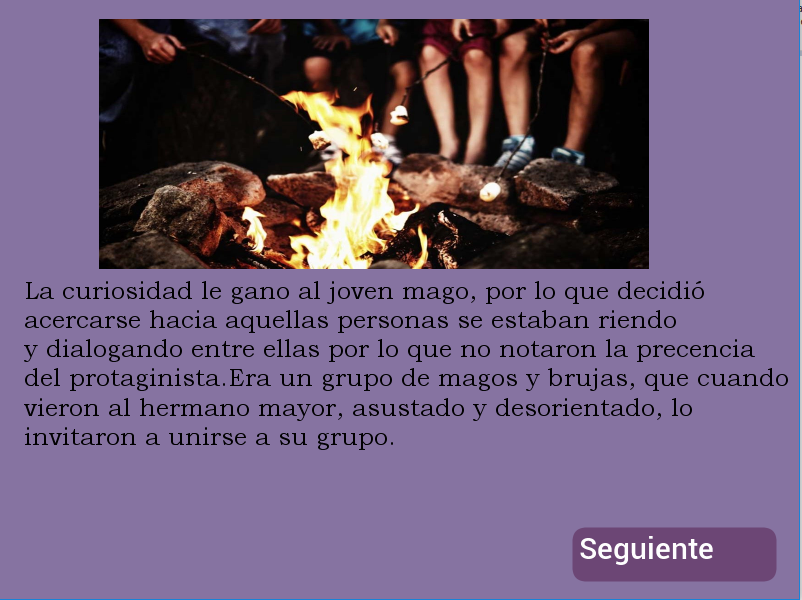 La curiosidad le gano al joven mago, por lo que decidió
acercarse hacia aquellas personas se estaban riendo
y dialogando entre ellas por lo que no notaron la precencia
del protaginista.Era un grupo de magos y brujas, que cuando
vieron al hermano mayor, asustado y desorientado, lo
invitaron a unirse a su grupo.
Seguiente